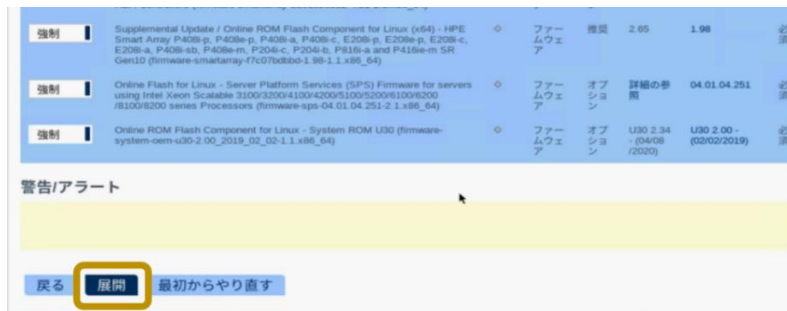 強制
Supplemental Update / Online ROM Flash Component for Linux (x64) - HPE
Smart Array P408i-p, P408e-p, P408i-a, P408i-c, E208i-p, E208e-p, E208i-c,
E208i-a, P408i-sb, P408e-m, P204i-c, P204i-b, P816i-a and P416ie-m SR
Gen10 (firmware-smartarray-f7c07bdbbd-1.98-1.1.x86_64)
ファームウェア
推奨
2.65
1.98
必須
強制
Online Flash for Linux - Server Platform Services (SPS) Firmware for servers
using Intel Xeon Scalable 3100/3200/4100/4200/5100/5200/6100/6200
/8100/8200 series Processors (firmware-sps-04.01.04.251-2.1.x86_64)
ファームウェア
オプション
詳細の参照
04.01.04.251
必須
強制
Online ROM Flash Component for Linux - System ROM U30 (firmware-
system-oem-u30-2.00_2019_02_02-1.1.x86_64)
ファームウェア
オプション
U30 2.34
- (04/08
/2020)
U30 2.00 -
(02/02/2019)
必須
警告/アラート
戻る 展開 最初からやり直す